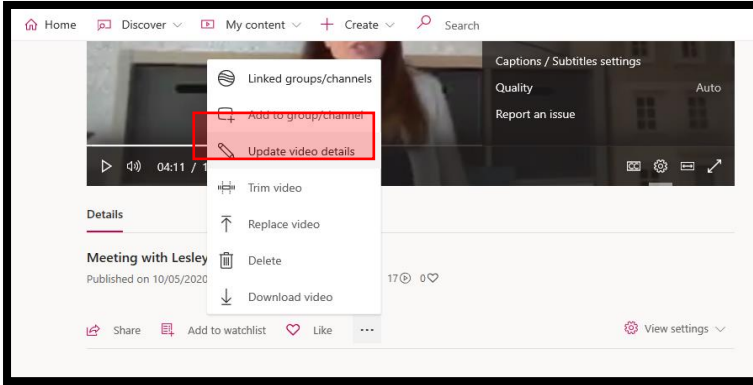 Home Discover My content Create Search
Captions / Subtitles settings
Quality Auto
Report an issue
Linked groups/channels
Add to group/channel
Update video details
Trim video
Replace video
Delete
Download video
04:11 /
Details
Meeting with Lesley
Published on 10/05/2020 17 0
Share Add to watchlist Like ... View settings